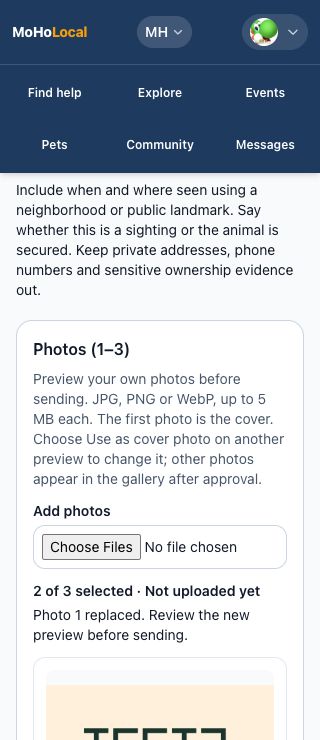 MoHoLocal
MH
Find help
Explore
Events
Pets
Community
Messages
Include when and where seen using a
neighborhood or public landmark. Say
whether this is a sighting or the animal is
secured. Keep private addresses, phone
numbers and sensitive ownership evidence
out.
Photos (1–3)
Preview your own photos before
sending. JPG, PNG or WebP, up to 5
MB each. The first photo is the cover.
Choose Use as cover photo on another
preview to change it; other photos
appear in the gallery after approval.
Add photos
Choose Files No file chosen
2 of 3 selected · Not uploaded yet
Photo 1 replaced. Review the new
preview before sending.